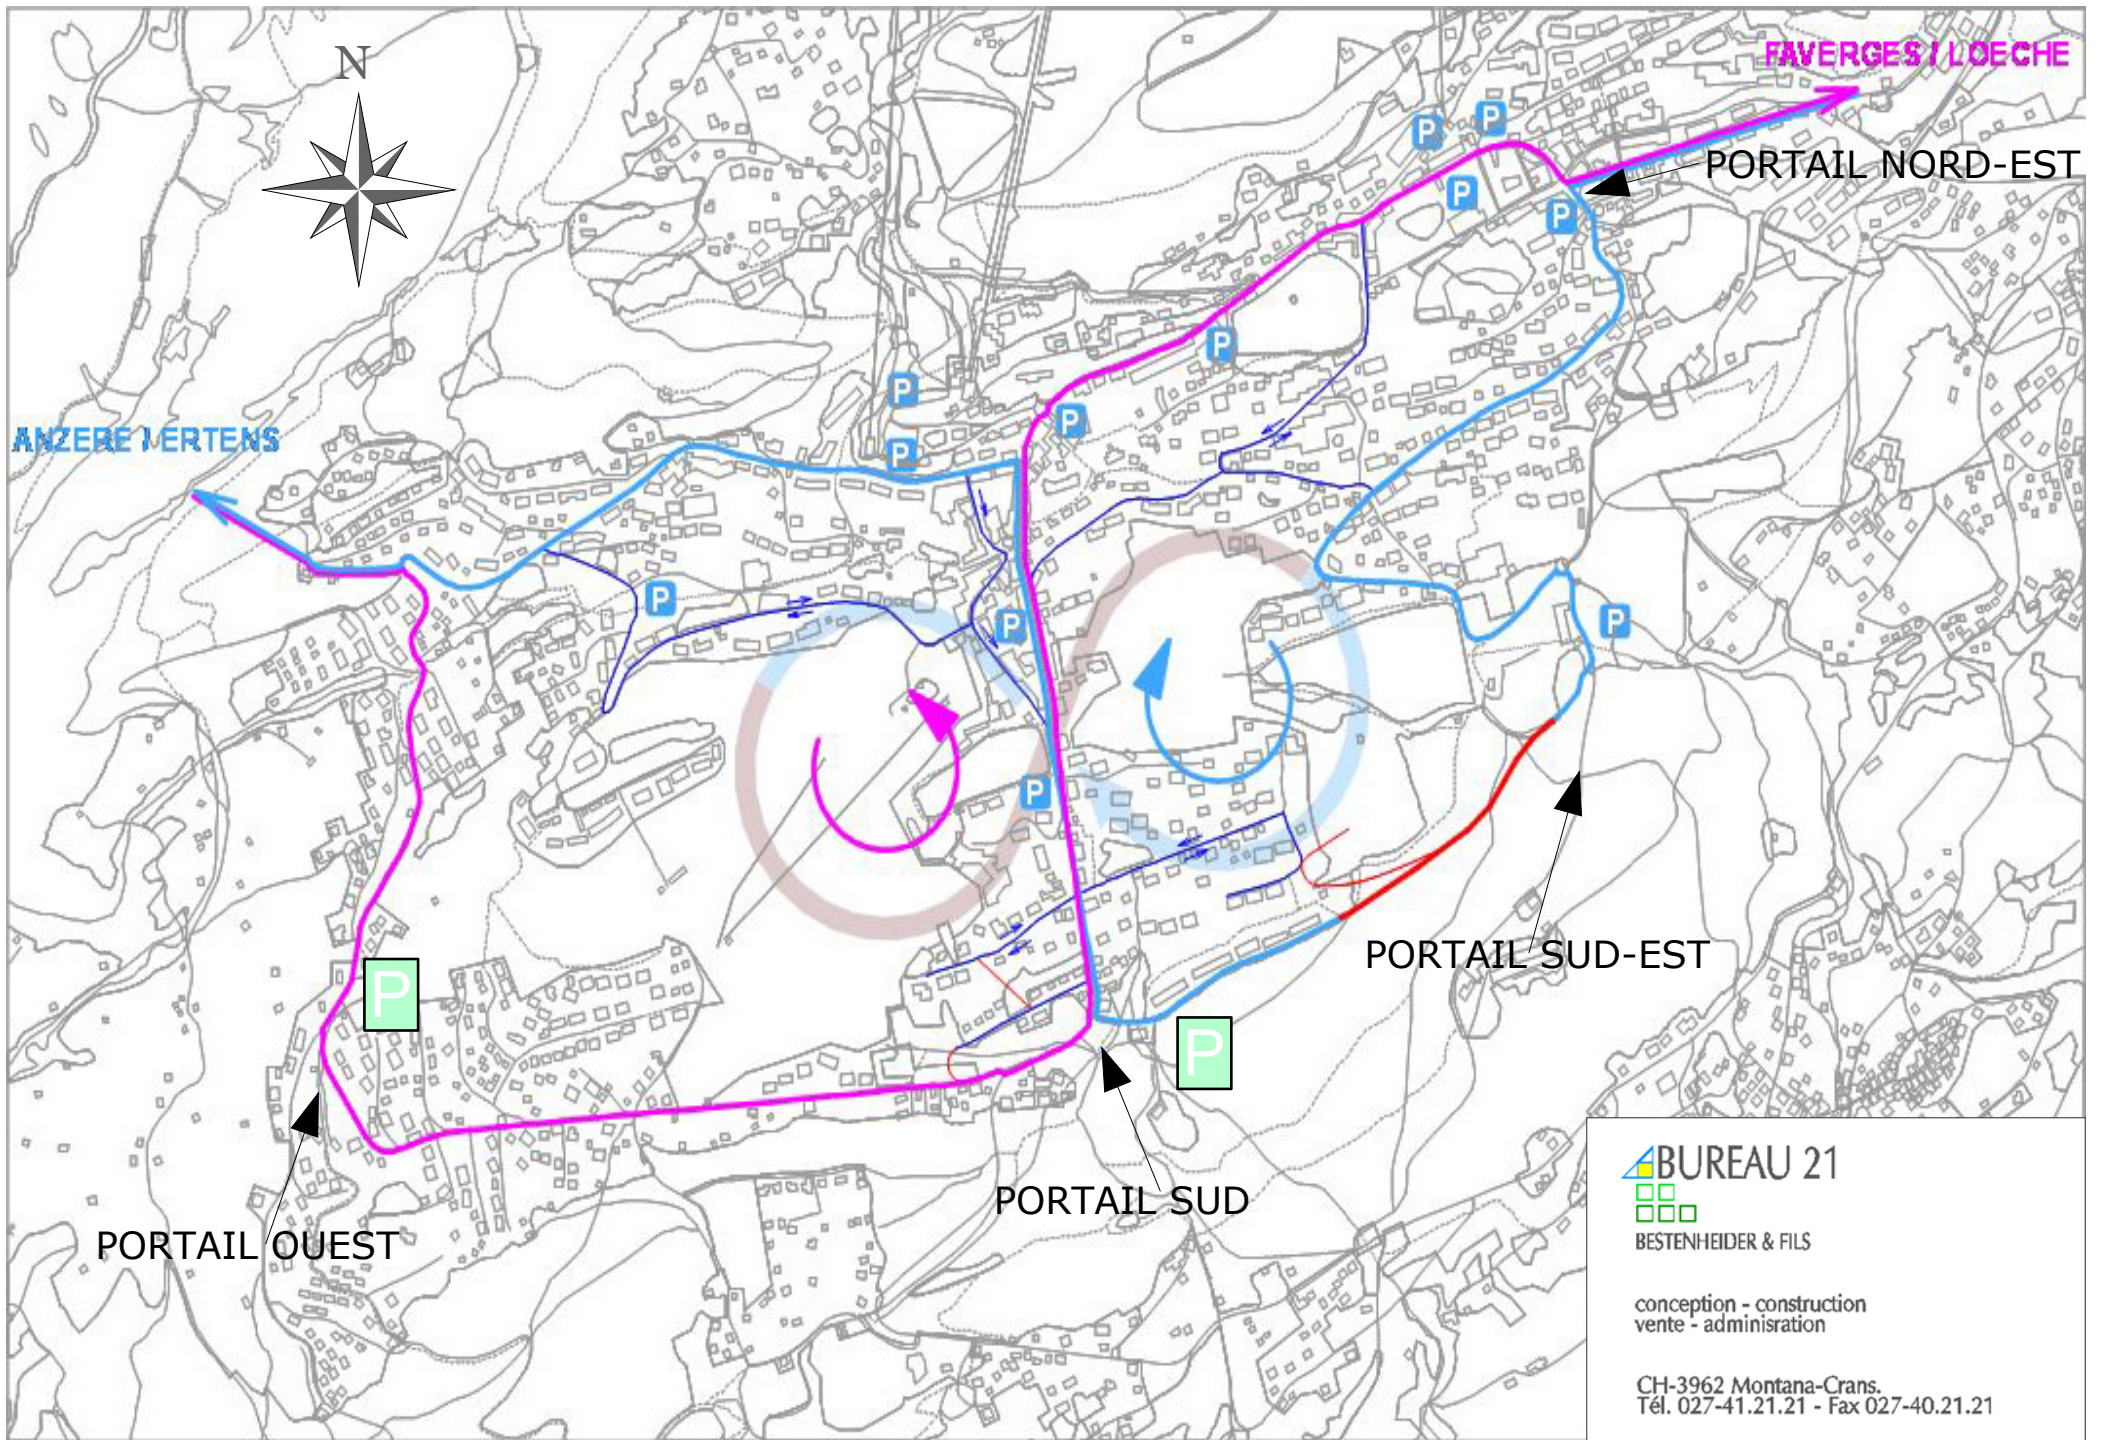 N
FAVERGES / LOECHE
P
P
PORTAIL NORD-EST
P
P
P
P
P
ANZERE / ERTENS
P
P
P
P
P
PORTAIL SUD-EST
P
P
PORTAIL SUD
PORTAIL OUEST
BUREAU 21
BESTENHEIDER & FILS
conception - construction
vente - adminisration
CH-3962 Montana-Crans.
Tél. 027-41.21.21 - Fax 027-40.21.21